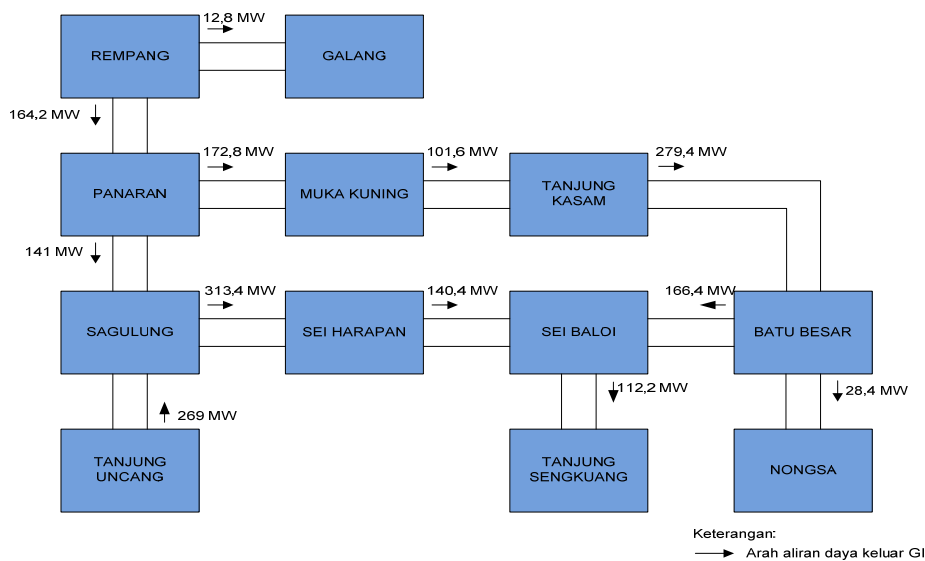 12,8 MW
REMPANG
GALANG
164,2 MW
172,8 MW
101,6 MW
279,4 MW
PANARAN
MUKA KUNING
TANJUNG
KASAM
141 MW
313,4 MW
140,4 MW
166,4 MW
SAGULUNG
SEI HARAPAN
SEI BALOI
BATU BESAR
269 MW
112,2 MW
28,4 MW
TANJUNG
UNCANG
TANJUNG
SENGKUANG
NONGSA
Keterangan:
Arah aliran daya keluar GI